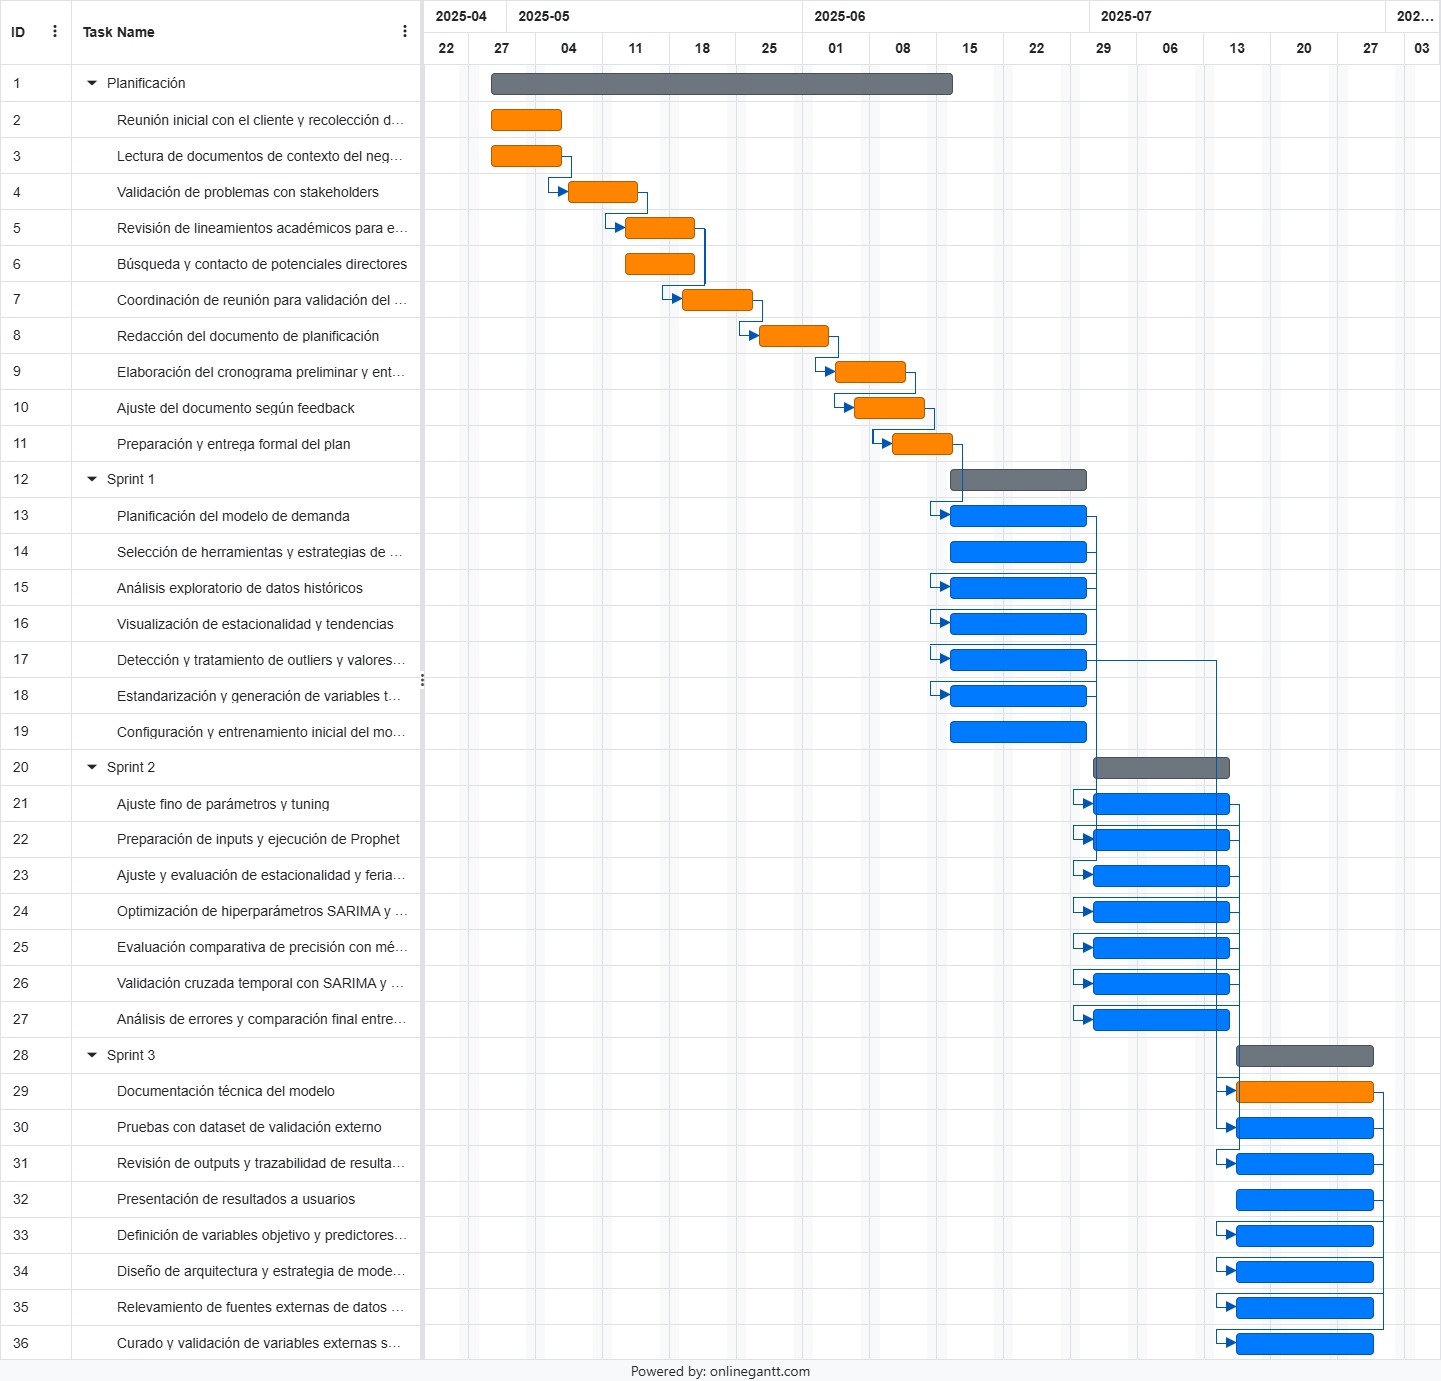 ID Task Name 2025-04 2025-05 2025-06 2025-07 202...
22 27 04 11 18 25 01 08 15 22 29 06 13 20 27 03
1 Planificación
2 Reunión inicial con el cliente y recolección d...
3 Lectura de documentos de contexto del neg...
4 Validación de problemas con stakeholders
5 Revisión de lineamientos académicos para e...
6 Búsqueda y contacto de potenciales directores
7 Coordinación de reunión para validación del ...
8 Redacción del documento de planificación
9 Elaboración del cronograma preliminar y ent...
10 Ajuste del documento según feedback
11 Preparación y entrega formal del plan
12 Sprint 1
13 Planificación del modelo de demanda
14 Selección de herramientas y estrategias de ...
15 Análisis exploratorio de datos históricos
16 Visualización de estacionalidad y tendencias
17 Detección y tratamiento de outliers y valores...
18 Estandarización y generación de variables t...
19 Configuración y entrenamiento inicial del mo...
20 Sprint 2
21 Ajuste fino de parámetros y tuning
22 Preparación de inputs y ejecución de Prophet
23 Ajuste y evaluación de estacionalidad y feria...
24 Optimización de hiperparámetros SARIMA y ...
25 Evaluación comparativa de precisión con mé...
26 Validación cruzada temporal con SARIMA y ...
27 Análisis de errores y comparación final entre...
28 Sprint 3
29 Documentación técnica del modelo
30 Pruebas con dataset de validación externo
31 Revisión de outputs y trazabilidad de resulta...
32 Presentación de resultados a usuarios
33 Definición de variables objetivo y predictores...
34 Diseño de arquitectura y estrategia de mode...
35 Relevamiento de fuentes externas de datos ...
36 Curado y validación de variables externas s...
Powered by: onlinegantt.com